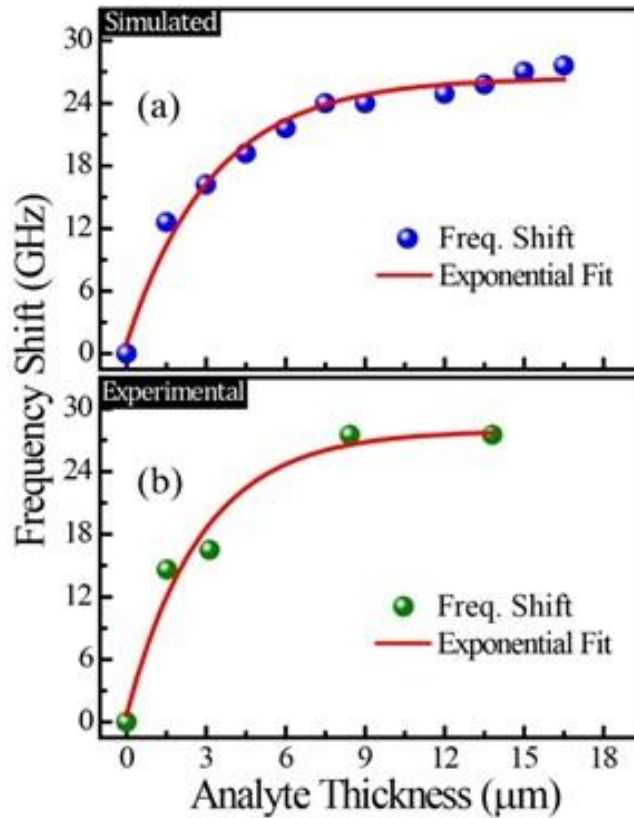 Simulated
30
24
18
12
6
0
(a)
Freq. Shift
Exponential Fit
Frequency Shift (GHz)
Experimental
30
24
18
12
6
0
(b)
Freq. Shift
Exponential Fit
0 3 6 9 12 15 18
Analyte Thickness (μm)